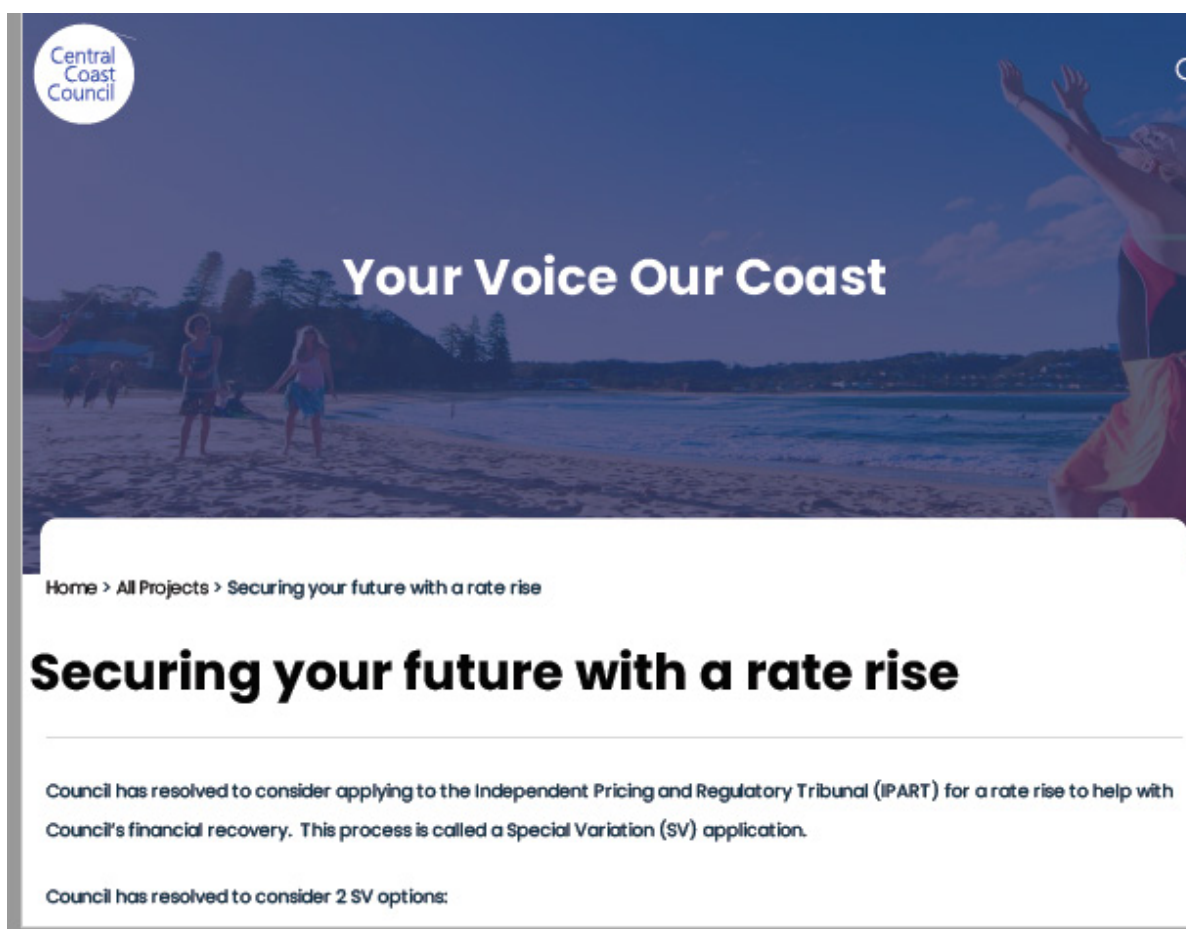 Central
Coast
Council
Your Voice Our Coast
Home > All Projects > Securing your future with a rate rise
Securing your future with a rate rise
Council has resolved to consider applying to the Independent Pricing and Regulatory Tribunal (IPART) for a rate rise to help with
Council's financial recovery. This process is called a Special Variation (SV) application.
Council has resolved to consider 2 SV options: